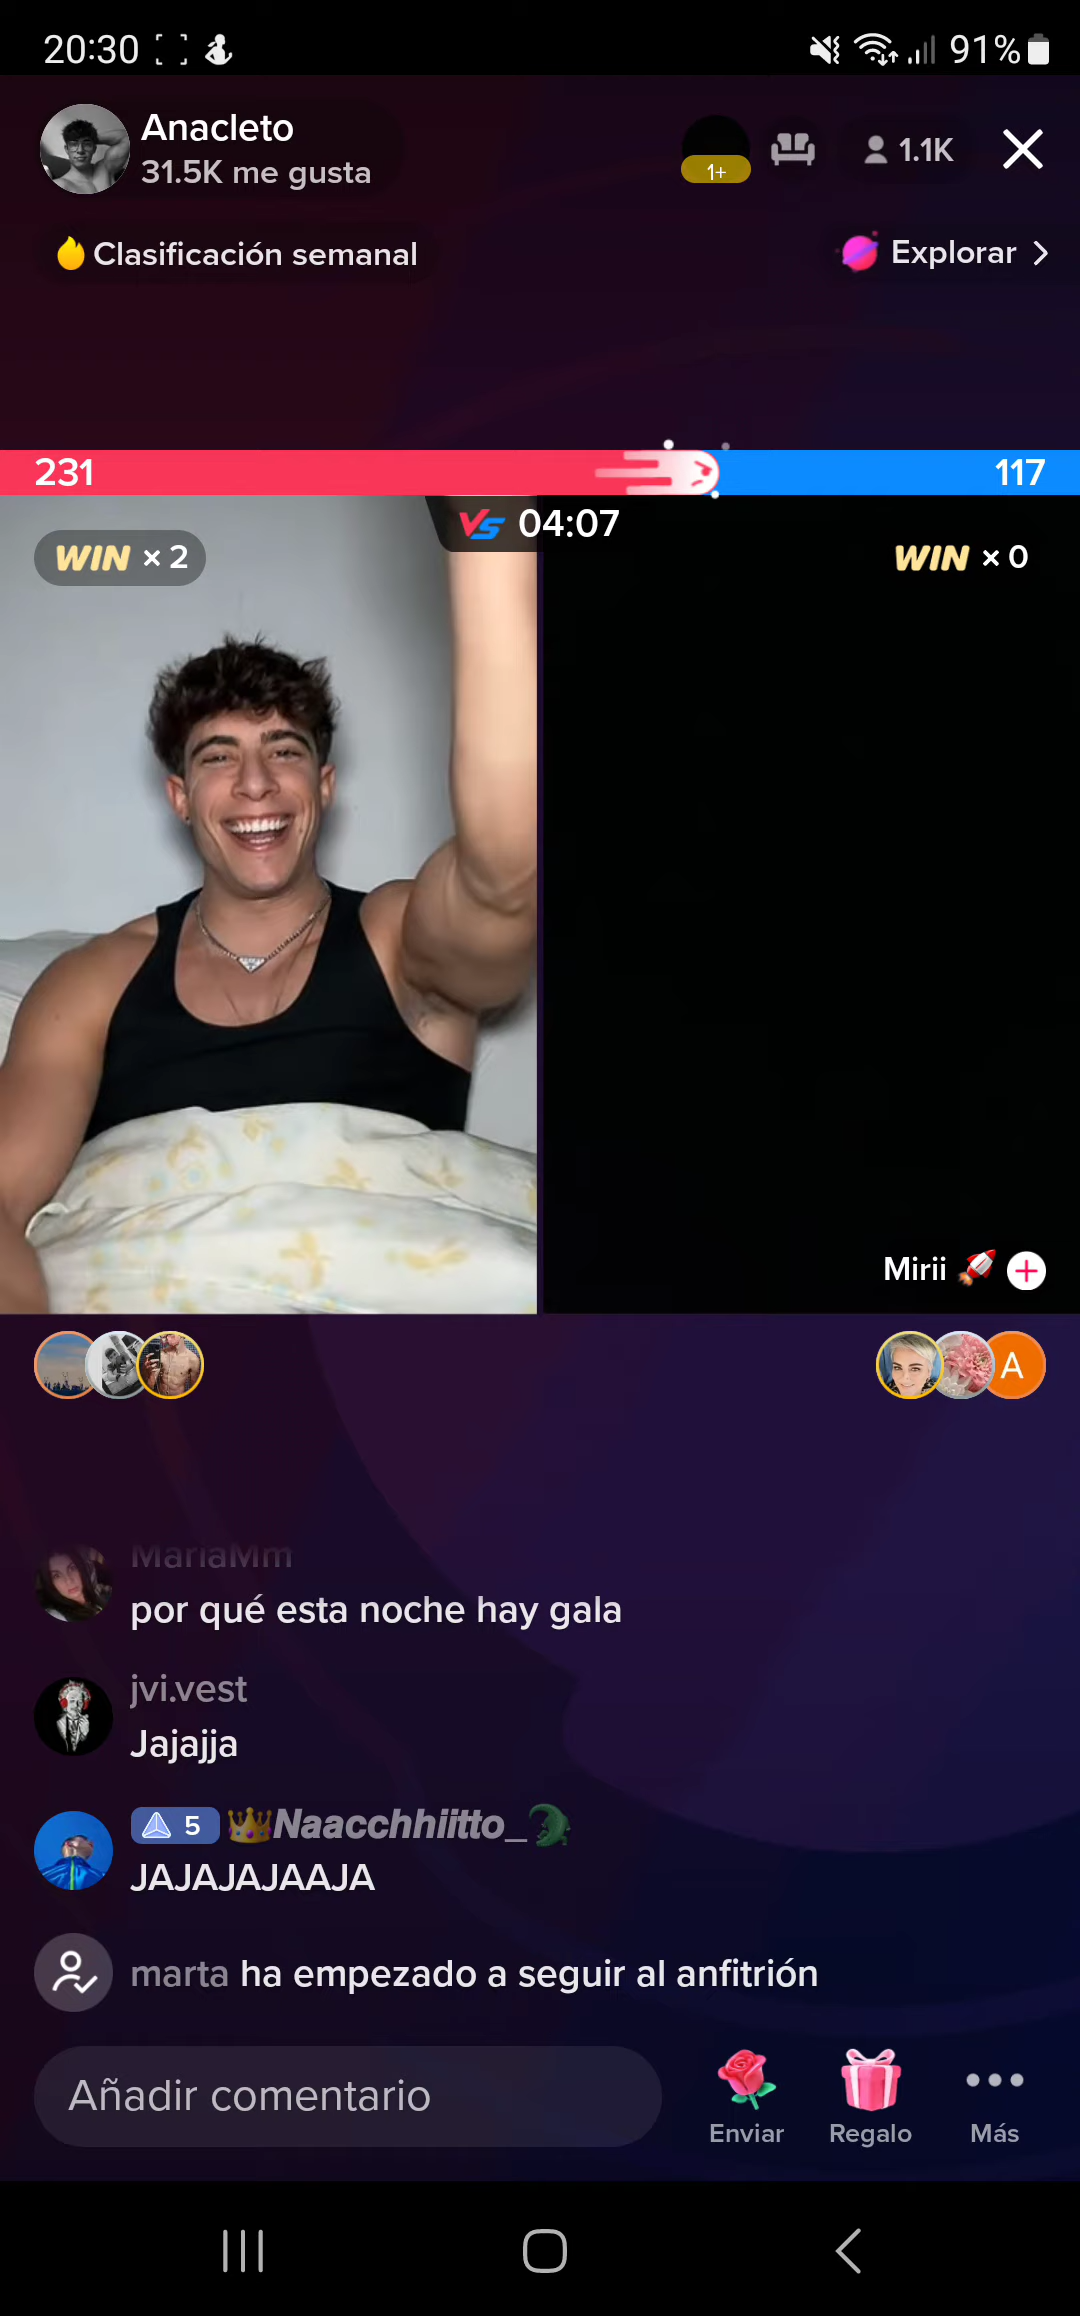 20:30
91%
Anacleto
31.5K me gusta
1+
1.1K
Clasificación semanal
Explorar
231
117
VS 04:07
WIN × 2
WIN × 0
Mirii 🚀
MariaMm
por qué esta noche hay gala
jvi.vest
Jajajja
5 👑Naacchhiitto_🐊
JAJAJAJAAJA
marta ha empezado a seguir al anfitrión
Añadir comentario
Enviar
Regalo
Más
A